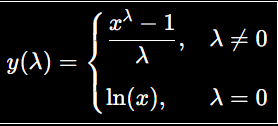 y(λ) = { (x^λ − 1)/λ, λ ≠ 0
ln(x), λ = 0